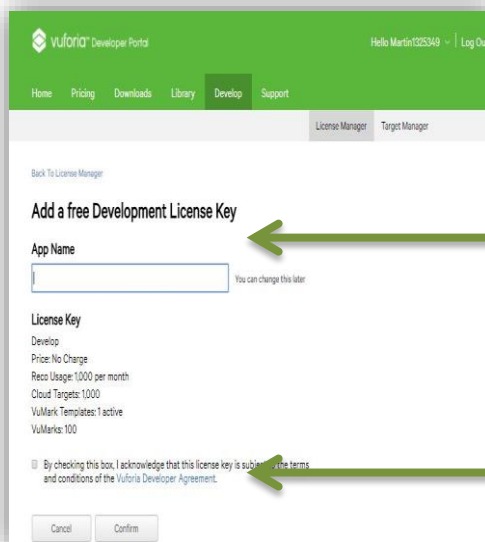 vuforia™ Developer Portal
Hello Martin1325349
Log Ou
Home Pricing Downloads Library Develop Support
License Manager Target Manager
Back To License Manager
Add a free Development License Key
App Name
You can change this later
License Key
Develop
Price: No Charge
Reco Usage: 1,000 per month
Cloud Targets: 1,000
VuMark Templates: 1 active
VuMarks: 100
By checking this box, I acknowledge that this license key is subject to the terms
and conditions of the Vuforia Developer Agreement.
Cancel Confirm